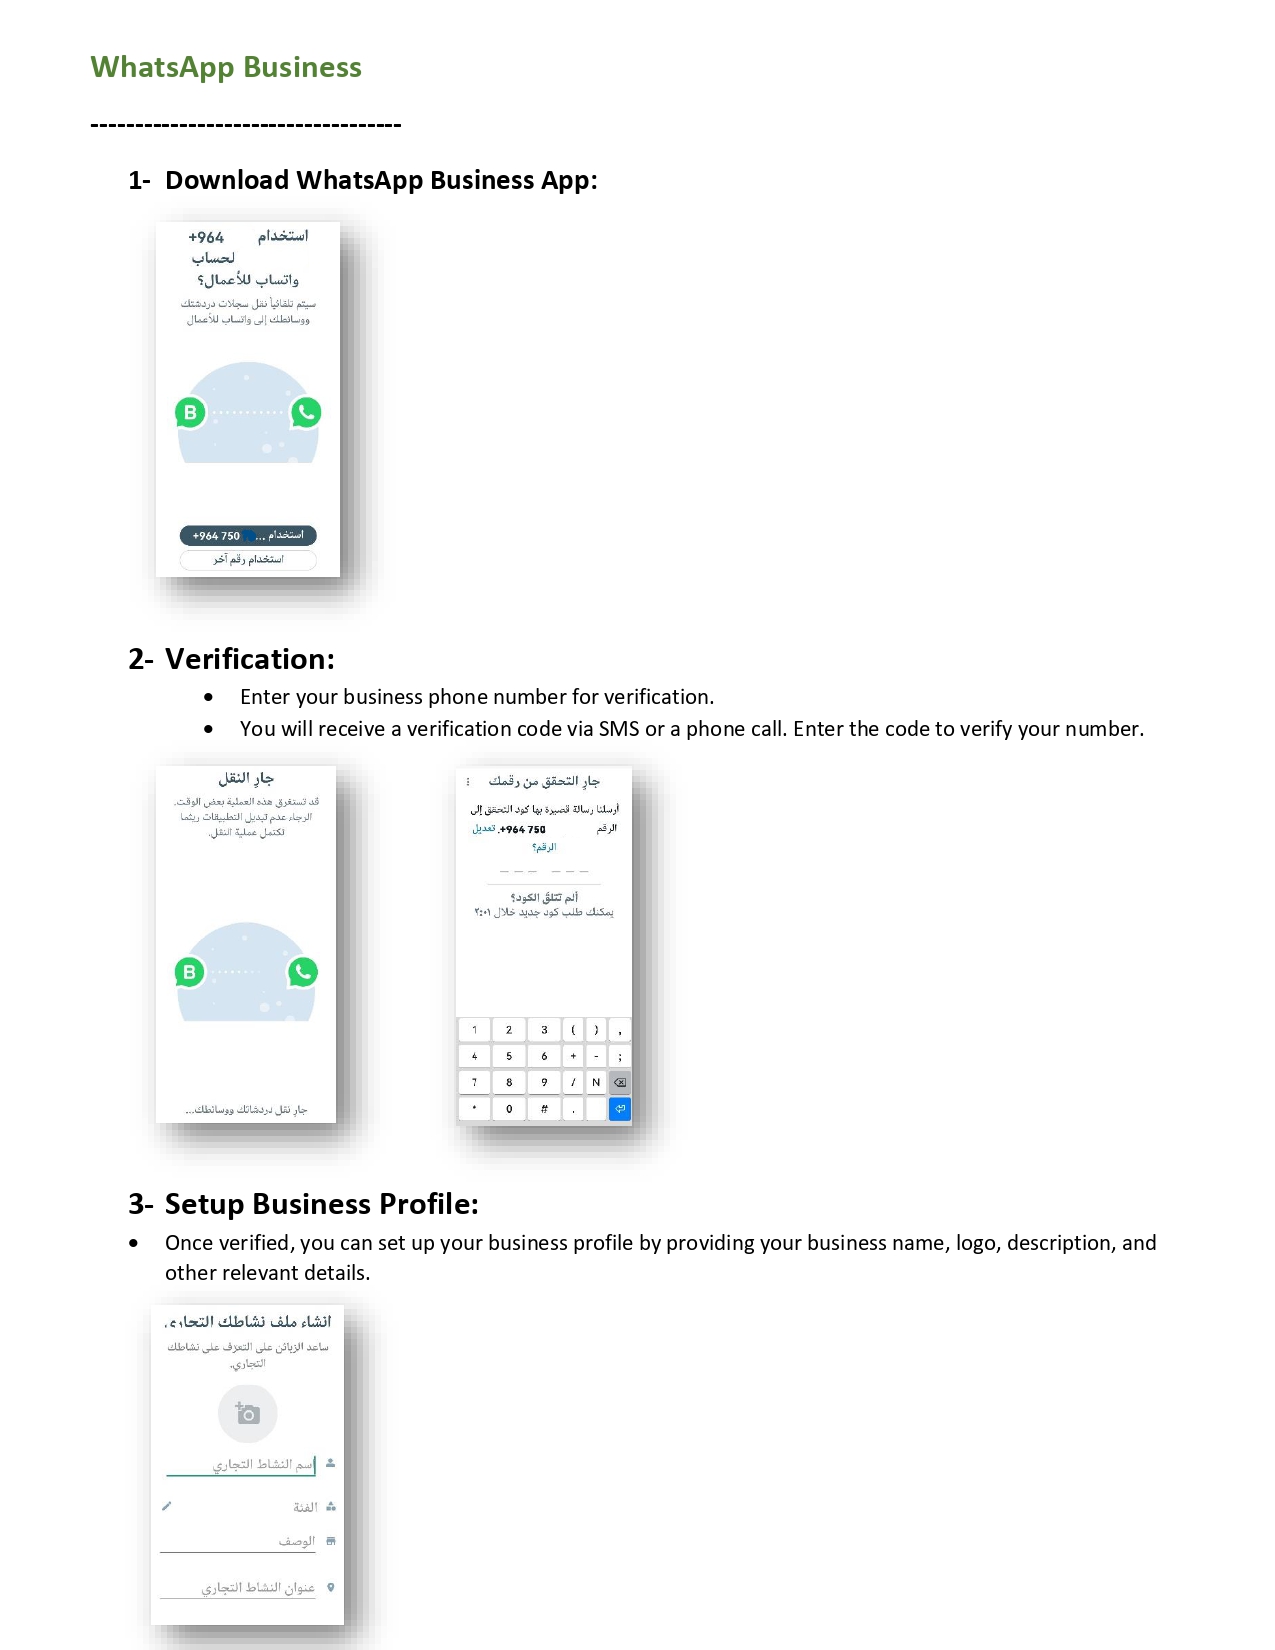 WhatsApp Business
-----------------------------------
1- Download WhatsApp Business App:
استخدام +964
لحساب
واتساب للأعمال؟
سيتم تلقائياً نقل سجلات دردشتك
ووسائطك إلى واتساب للأعمال
B
استخدام ... +964 750
استخدام رقم آخر
2- Verification:
• Enter your business phone number for verification.
• You will receive a verification code via SMS or a phone call. Enter the code to verify your number.
جارِ النقل
قد تستغرق هذه العملية بعض الوقت.
الرجاء عدم تبديل التطبيقات ريثما
تكتمل عملية النقل.
B
جارِ نقل دردشاتك ووسائطك...
جارِ التحقق من رقمك
أرسلنا رسالة قصيرة بها كود التحقق إلى
الرقم +964 750. تعديل
الرقم؟
ألم تتلقَ الكود؟
يمكنك طلب كود جديد خلال ٢:٠١
1 2 3 ( ) ,
4 5 6 + - ;
7 8 9 / N
* 0 # .
3- Setup Business Profile:
• Once verified, you can set up your business profile by providing your business name, logo, description, and
other relevant details.
انشاء ملف نشاطك التجاري.
ساعد الزبائن على التعرّف على نشاطك
التجاري.
اسم النشاط التجاري
الفئة
الوصف
عنوان النشاط التجاري